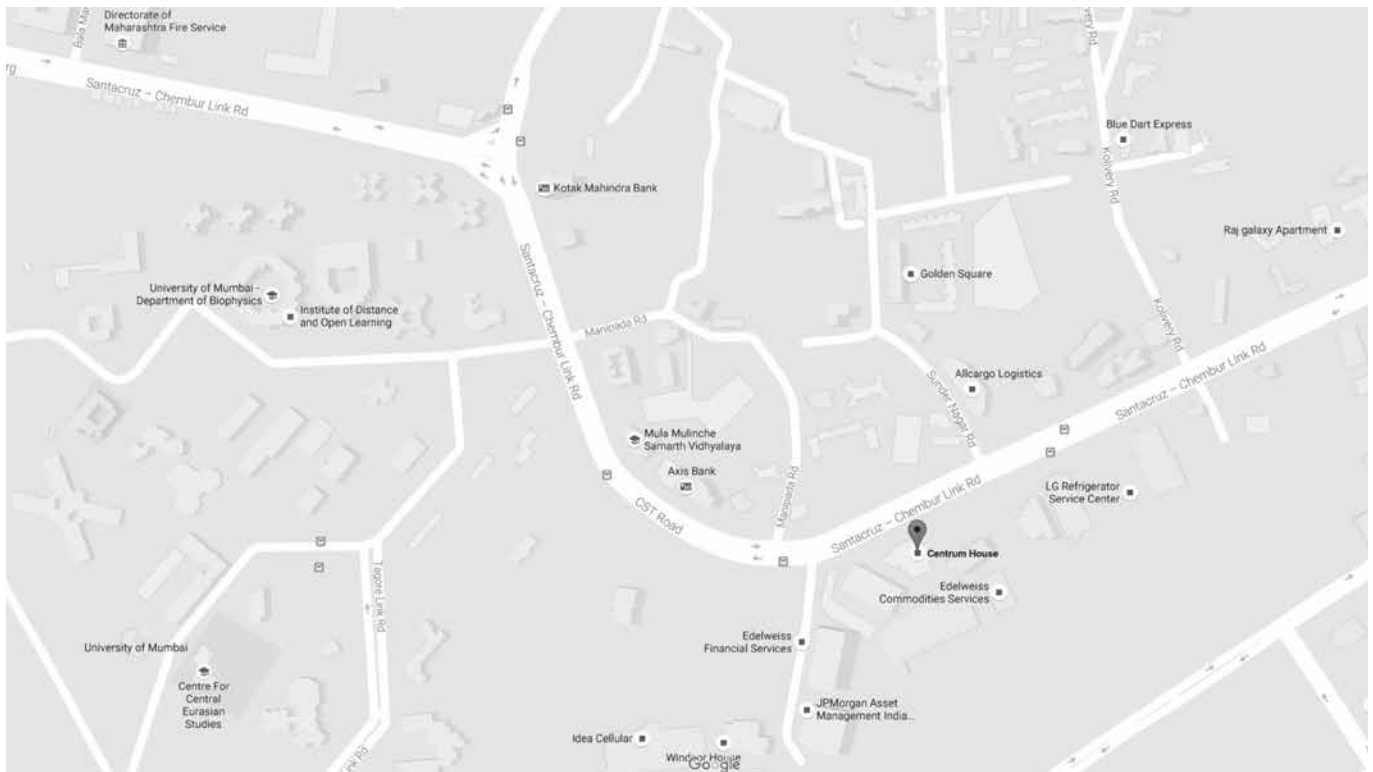 Directorate of
Maharashtra Fire Service
Santacruz – Chembur Link Rd
Kolivery Rd
Blue Dart Express
Kotak Mahindra Bank
Kolivery Rd
Raj galaxy Apartment
Santacruz – Chembur Link Rd
Golden Square
University of Mumbai -
Department of Biophysics
Institute of Distance
and Open Learning
Manipada Rd
Kolivery Rd
Allcargo Logistics
Sunder Nagar Rd
Santacruz – Chembur Link Rd
Mula Mulinche
Samarth Vidhyalaya
Axis Bank
Manipada Rd
LG Refrigerator
Service Center
CST Road
Santacruz – Chembur Link Rd
Centrum House
Edelweiss
Commodities Services
Tagore Link Rd
University of Mumbai
Centre For
Central
Eurasian
Studies
Edelweiss
Financial Services
JPMorgan Asset
Management India...
Idea Cellular
Windsor House
Google
Link Rd